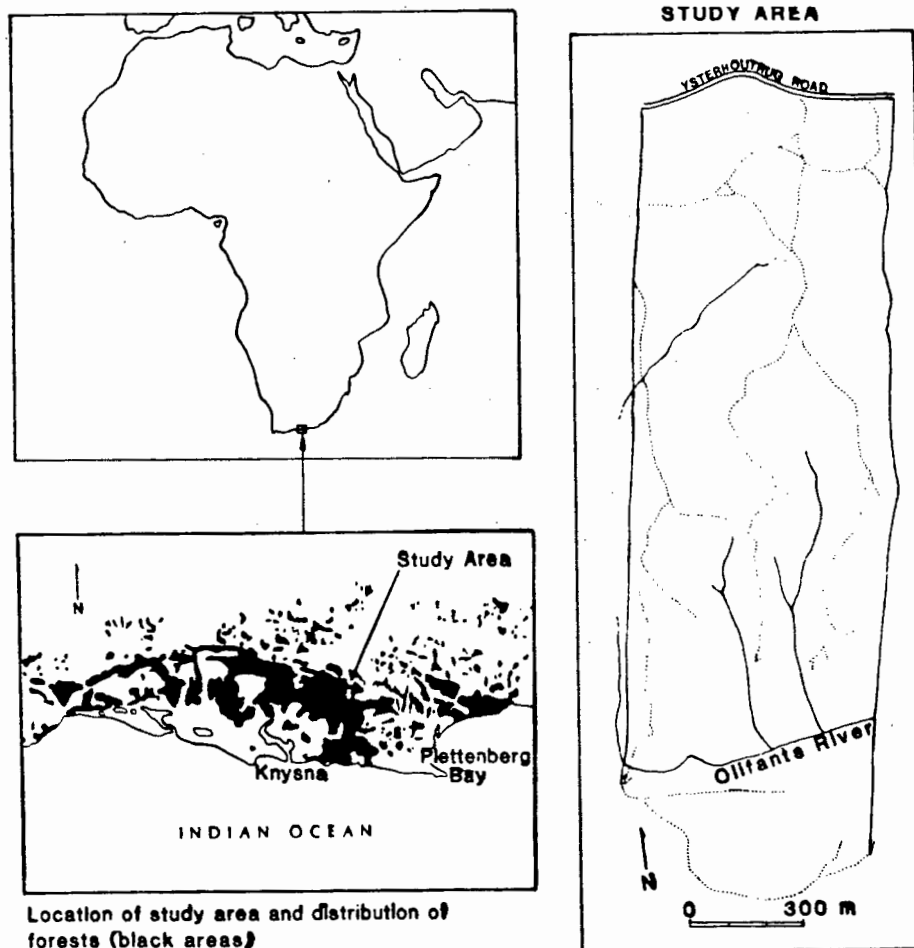 STUDY AREA
YSTERHOUTRUG ROAD
Study Area
N
Knysna
Plettenberg
Bay
INDIAN OCEAN
Location of study area and distribution of
forests (black areas)
Olifants River
N
0 300 m